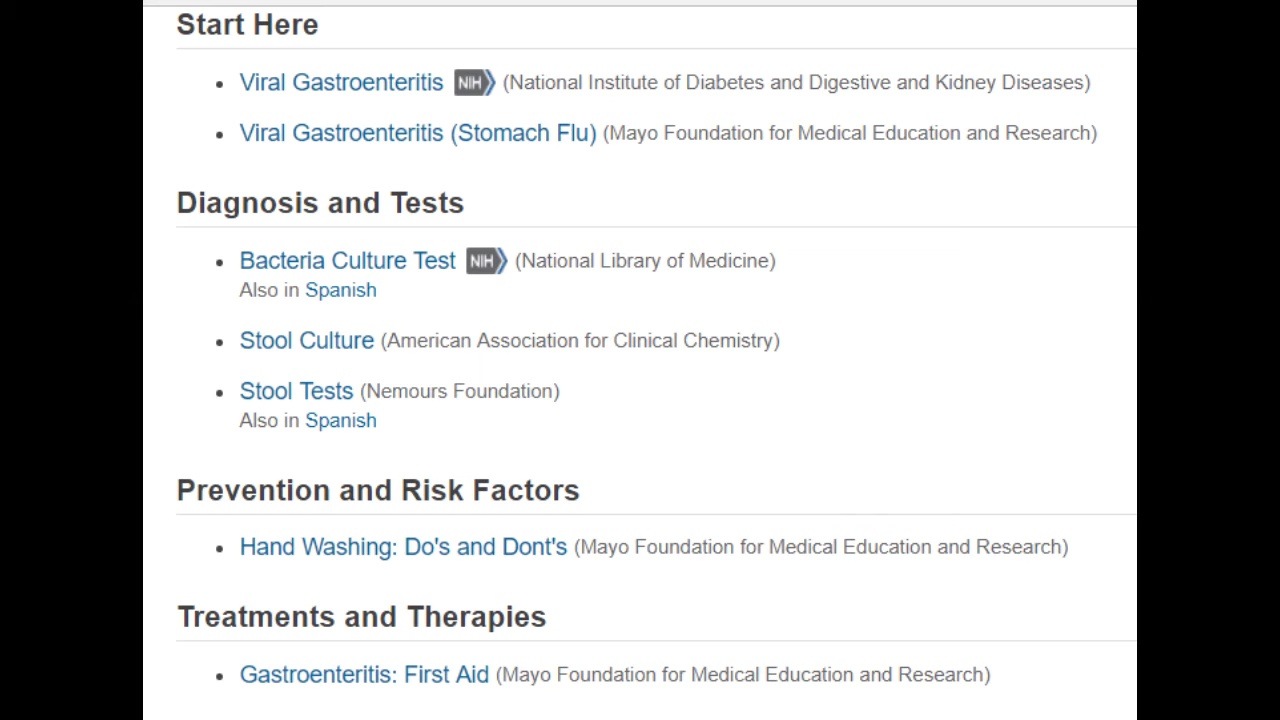 Start Here
Viral Gastroenteritis NIH (National Institute of Diabetes and Digestive and Kidney Diseases)
Viral Gastroenteritis (Stomach Flu) (Mayo Foundation for Medical Education and Research)
Diagnosis and Tests
Bacteria Culture Test NIH (National Library of Medicine)
Also in Spanish
Stool Culture (American Association for Clinical Chemistry)
Stool Tests (Nemours Foundation)
Also in Spanish
Prevention and Risk Factors
Hand Washing: Do's and Dont's (Mayo Foundation for Medical Education and Research)
Treatments and Therapies
Gastroenteritis: First Aid (Mayo Foundation for Medical Education and Research)